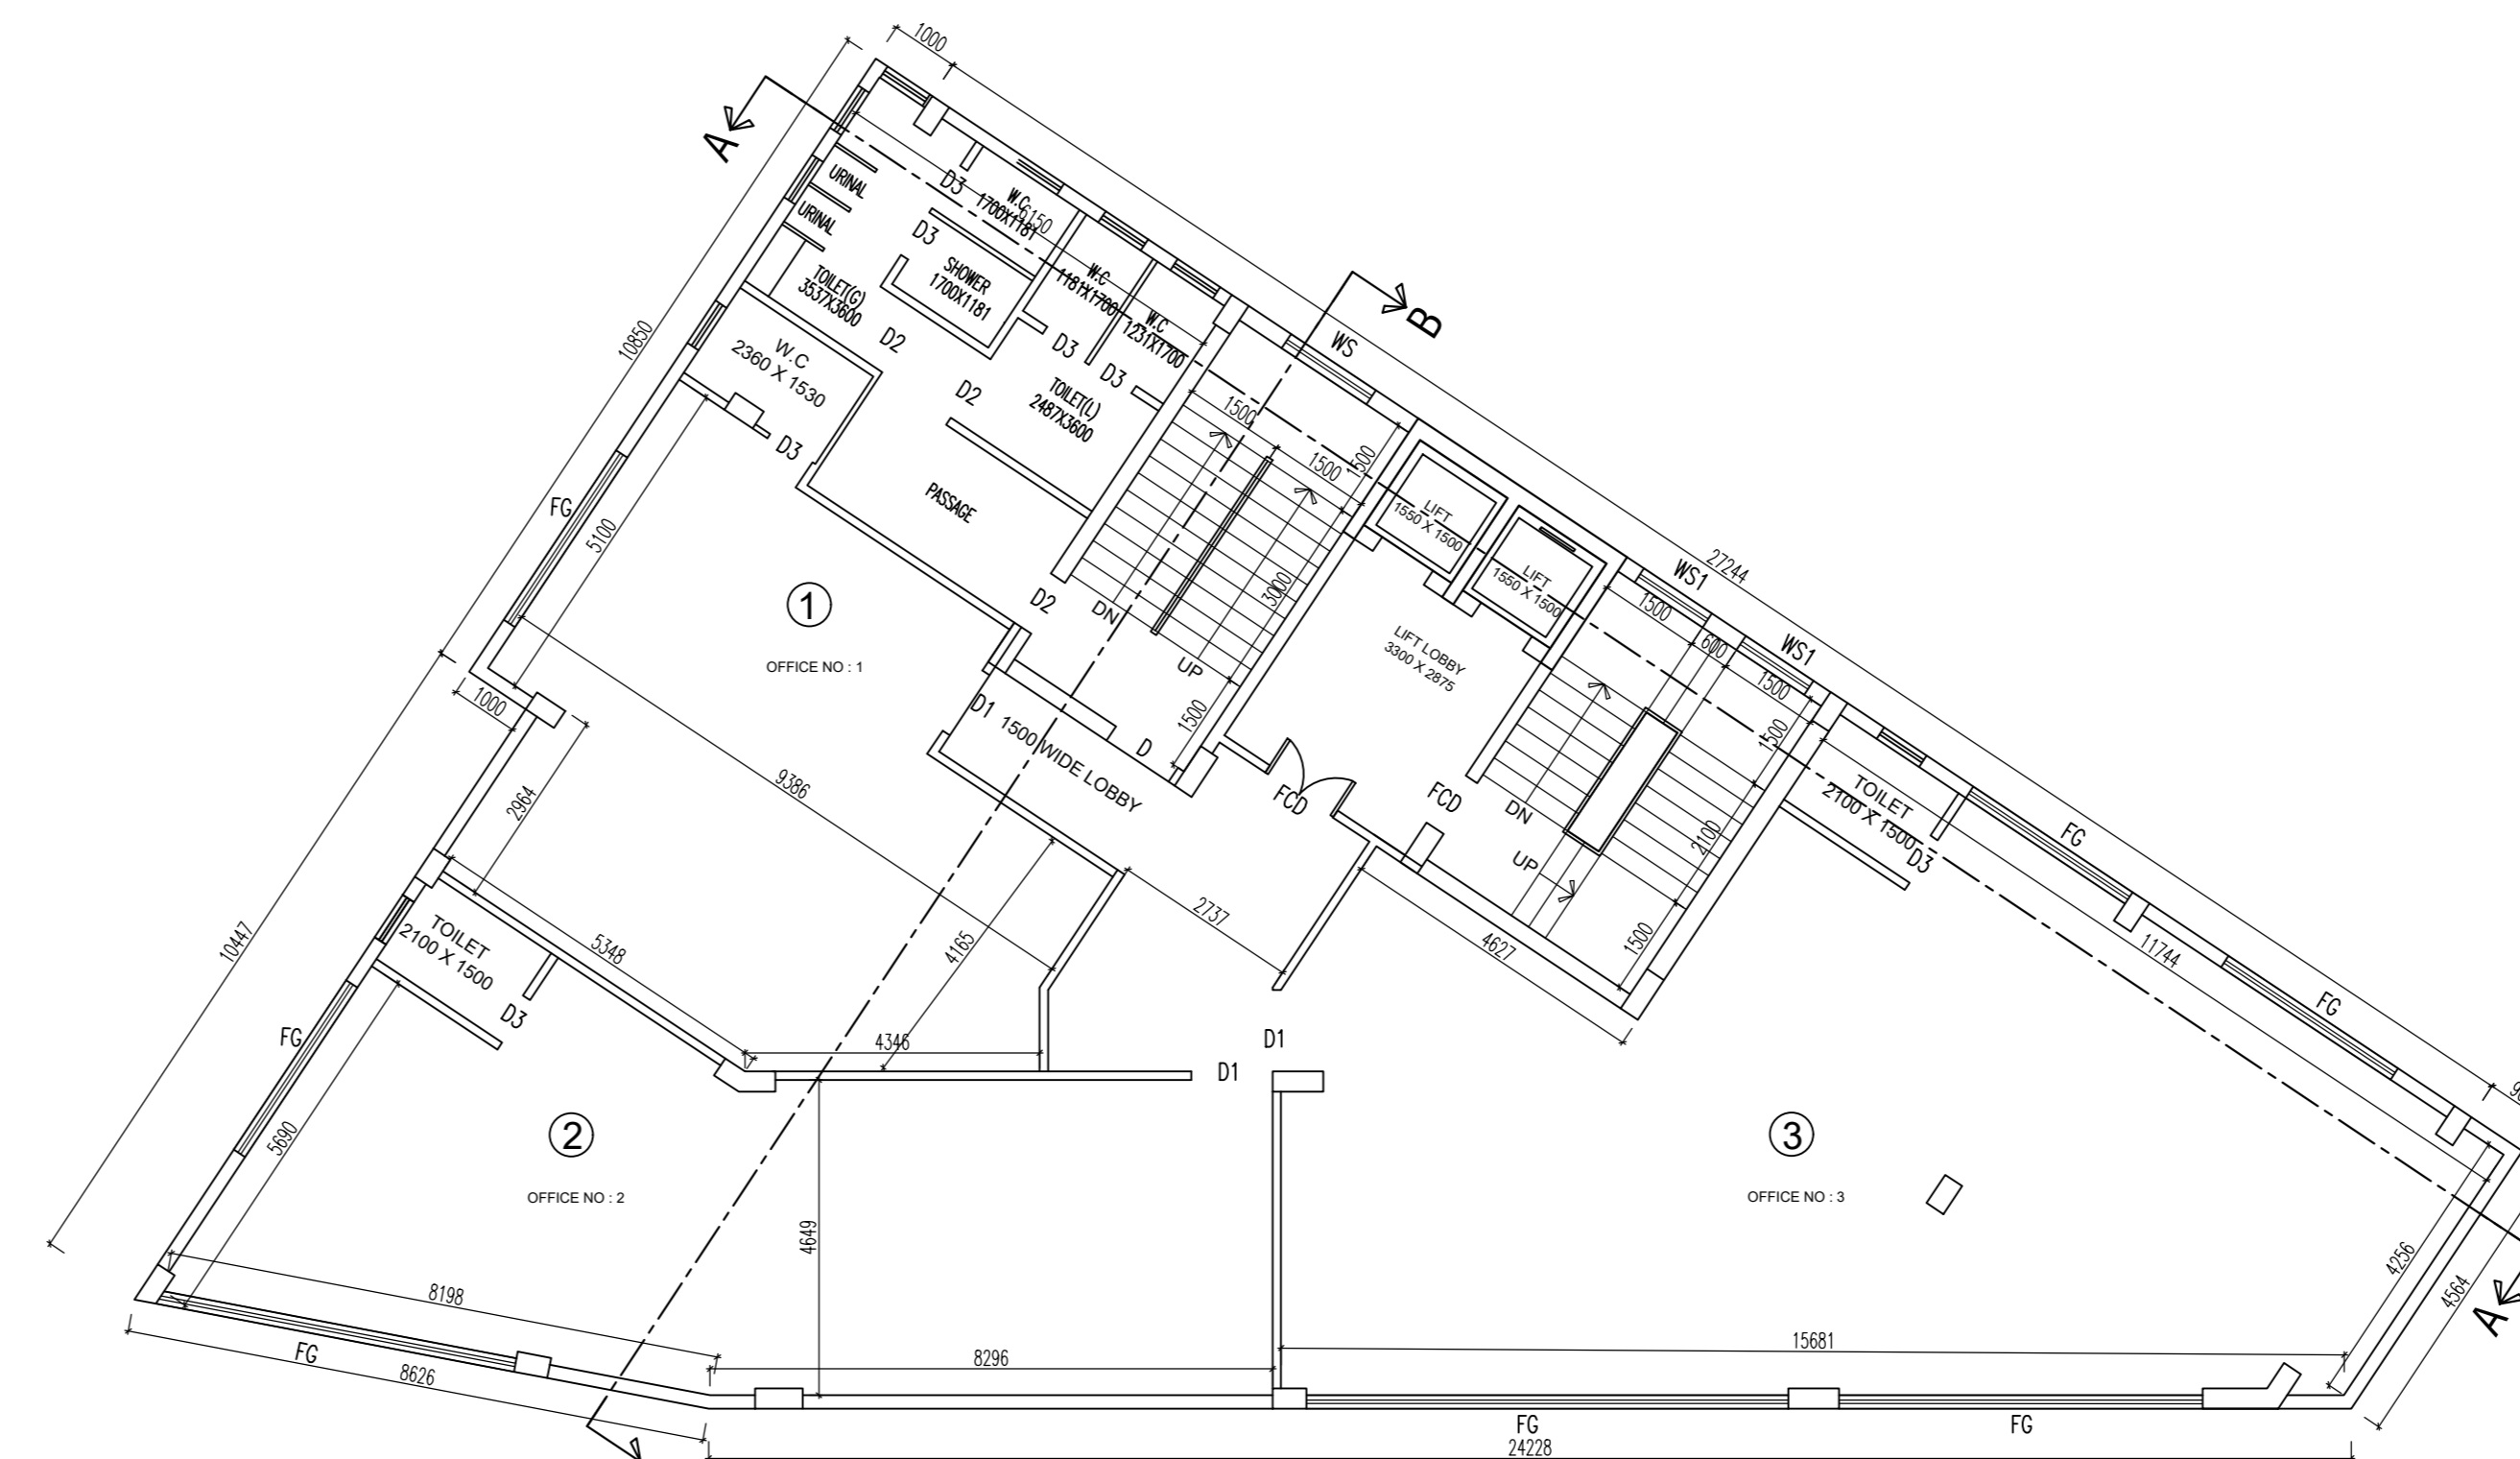 1000
A
URINAL
URINAL
D3
W.C
1700X1181
6150
D3
SHOWER
1700X1181
W.C
1181X1700
W.C
1231X1700
TOILET(G)
3537X3600
D2
D3
D3
W.C
2360 X 1530
D3
D2
TOILET(L)
2487X3600
10850
B
WS
1500
1500
1500
FG
5100
PASSAGE
D2
DN
3000
UP
1500
LIFT
1550 X 1500
LIFT
1550 X 1500
LIFT LOBBY
3300 X 2875
27244
WS1
WS1
1500
600
1500
1500
1
OFFICE NO : 1
1000
D1
1500 WIDE LOBBY
D
FCD
FCD
DN
UP
2100
1500
TOILET
2100 X 1500
D3
FG
11744
FG
2964
9386
10447
TOILET
2100 X 1500
D3
5348
4165
2737
4627
FG
4346
D1
D1
5690
2
OFFICE NO : 2
3
OFFICE NO : 3
4649
4256
4564
A
8198
FG
8626
8296
15681
FG
FG
24228